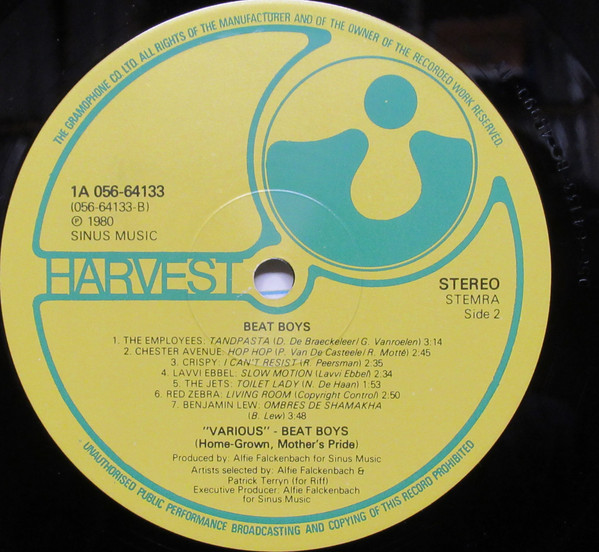 THE GRAMOPHONE CO. LTD. ALL RIGHTS OF THE MANUFACTURER AND OF THE OWNER OF THE RECORDED WORK RESERVED.
1A 056-64133
(056-64133-B)
Ⓟ 1980
SINUS MUSIC
HARVEST
STEREO
STEMRA
Side 2
BEAT BOYS
1. THE EMPLOYEES: TANDPASTA (D. De Braeckeleer/G. Vanroelen) 3:14
2. CHESTER AVENUE: HOP HOP (P. Van De Casteele/R. Motté) 2:45
3. CRISPY: I CAN'T RESIST (R. Peersman) 2:35
4. LAVVI EBBEL: SLOW MOTION (Lavvi Ebbel) 2:34
5. THE JETS: TOILET LADY (N. De Haan) 1:53
6. RED ZEBRA: LIVING ROOM (Copyright Control) 2:50
7. BENJAMIN LEW: OMBRES DE SHAMAKHA
(B. Lew) 3:48
"VARIOUS" - BEAT BOYS
(Home-Grown, Mother's Pride)
Produced by: Alfie Falckenbach for Sinus Music
Artists selected by: Alfie Falckenbach &
Patrick Terryn (for Riff)
Executive Producer: Alfie Falckenbach
for Sinus Music
UNAUTHORISED PUBLIC PERFORMANCE BROADCASTING AND COPYING OF THIS RECORD PROHIBITED